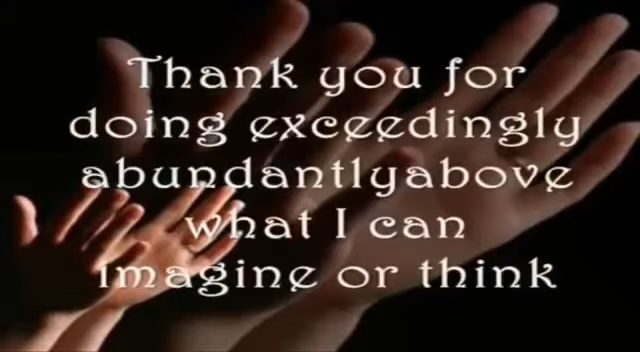 Thank you for
doing exceedingly
abundantlyabove
what I can
imagine or think